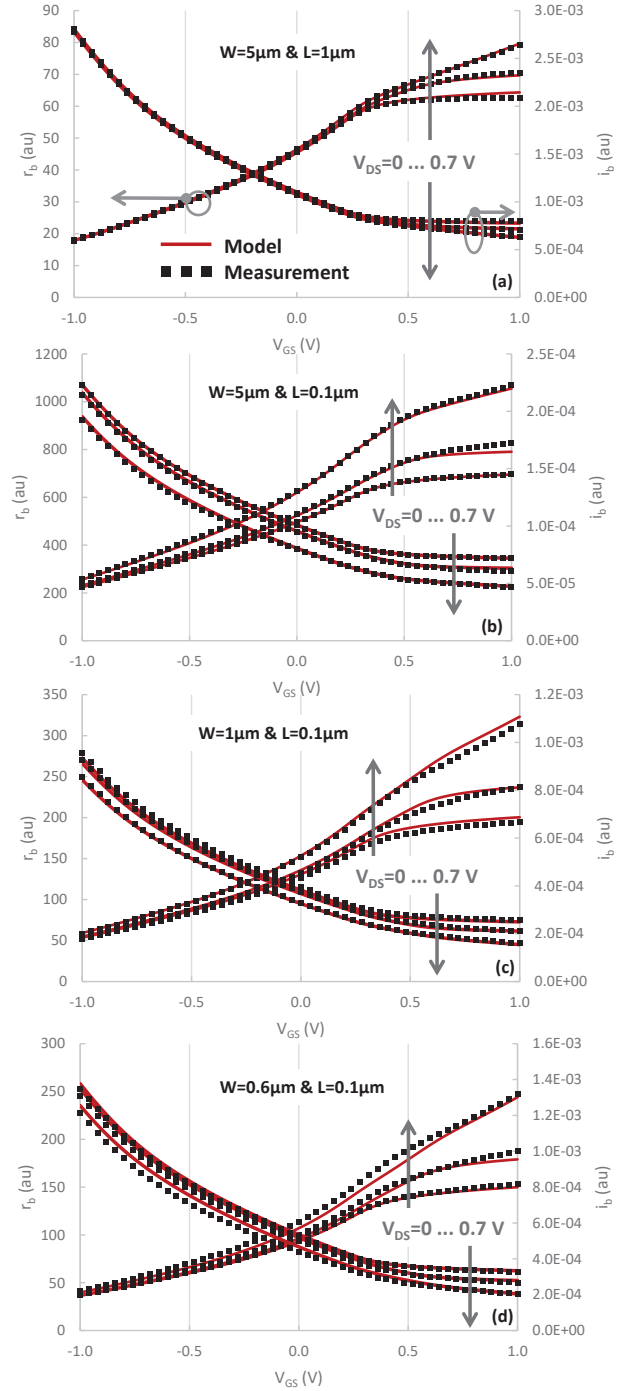 90
80
70
60
50
40
30
20
10
0
r_b (au)
W=5µm & L=1µm
V_DS=0 ... 0.7 V
Model
Measurement
(a)
3.0E-03
2.5E-03
2.0E-03
1.5E-03
1.0E-03
5.0E-04
0.0E+00
i_b (au)
-1.0 -0.5 0.0 0.5 1.0
V_GS (V)
1200
1000
800
600
400
200
0
r_b (au)
W=5µm & L=0.1µm
V_DS=0 ... 0.7 V
(b)
2.5E-04
2.0E-04
1.5E-04
1.0E-04
5.0E-05
0.0E+00
i_b (au)
-1.0 -0.5 0.0 0.5 1.0
V_GS (V)
350
300
250
200
150
100
50
0
r_b (au)
W=1µm & L=0.1µm
V_DS=0 ... 0.7 V
(c)
1.2E-03
1.0E-03
8.0E-04
6.0E-04
4.0E-04
2.0E-04
0.0E+00
i_b (au)
-1.0 -0.5 0.0 0.5 1.0
V_GS (V)
300
250
200
150
100
50
0
r_b (au)
W=0.6µm & L=0.1µm
V_DS=0 ... 0.7 V
(d)
1.6E-03
1.4E-03
1.2E-03
1.0E-03
8.0E-04
6.0E-04
4.0E-04
2.0E-04
0.0E+00
i_b (au)
-1.0 -0.5 0.0 0.5 1.0
V_GS (V)